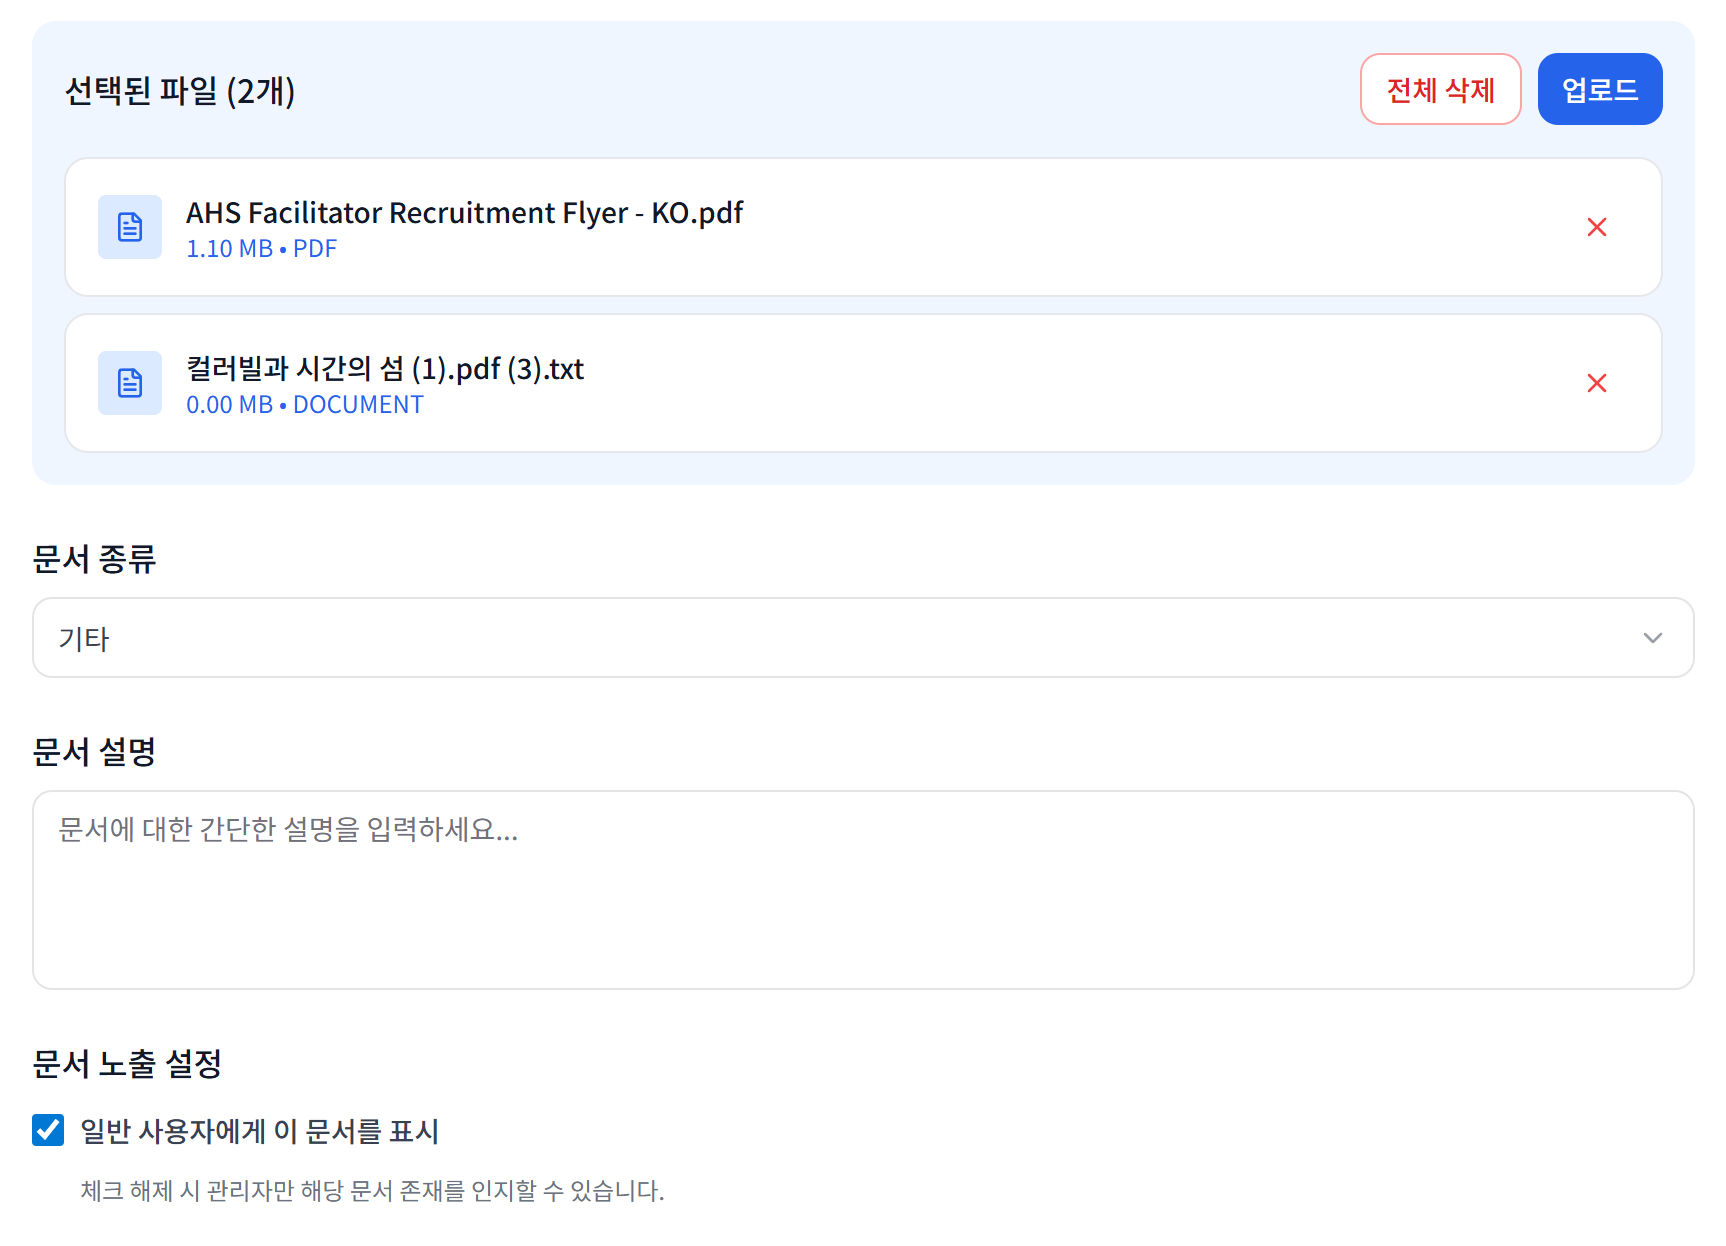 선택된 파일 (2개)
전체 삭제
업로드
AHS Facilitator Recruitment Flyer - KO.pdf
1.10 MB • PDF
컬러빌과 시간의 섬 (1).pdf (3).txt
0.00 MB • DOCUMENT
문서 종류
기타
문서 설명
문서에 대한 간단한 설명을 입력하세요...
문서 노출 설정
일반 사용자에게 이 문서를 표시
체크 해제 시 관리자만 해당 문서 존재를 인지할 수 있습니다.